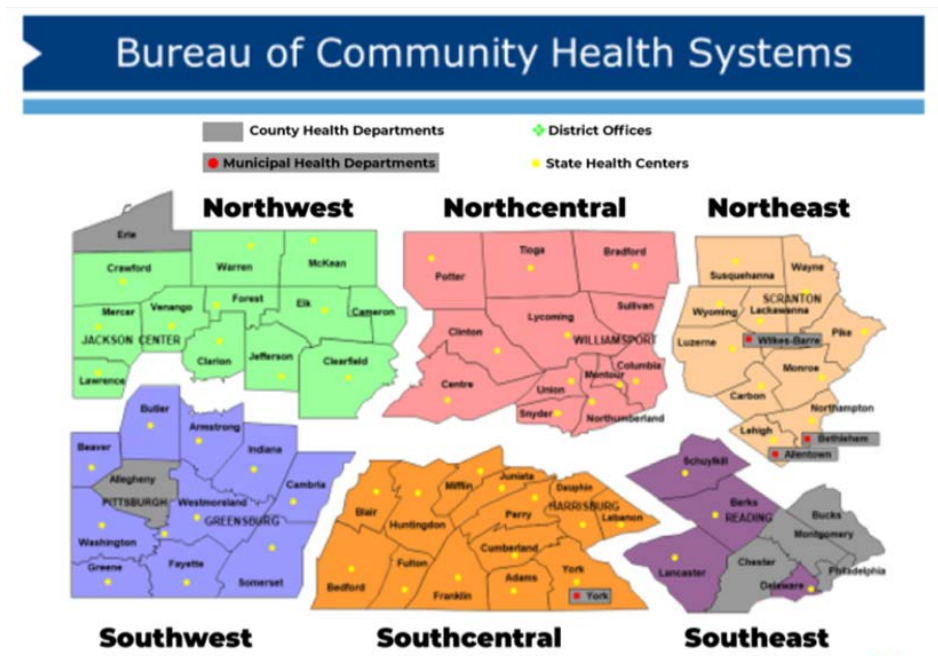 Bureau of Community Health Systems
County Health Departments
District Offices
Municipal Health Departments
State Health Centers
Northwest
Northcentral
Northeast
Erie
Crawford
Warren
McKean
Mercer
Venango
Forest
Elk
Cameron
JACKSON CENTER
Clarion
Jefferson
Clearfield
Lawrence
Potter
Tioga
Bradford
Clinton
Lycoming
Sullivan
WILLIAMSPORT
Centre
Union
Montour
Columbia
Snyder
Northumberland
Susquehanna
Wayne
Wyoming
SCRANTON
Lackawanna
Luzerne
Wilkes-Barre
Pike
Monroe
Carbon
Northampton
Lehigh
Bethlehem
Allentown
Butler
Armstrong
Beaver
Indiana
Allegheny
Cambria
PITTSBURGH
Westmoreland
GREENSBURG
Washington
Greene
Fayette
Somerset
Mifflin
Juniata
Dauphin
HARRISBURG
Blair
Huntingdon
Perry
Lebanon
Cumberland
Bedford
Fulton
Franklin
Adams
York
York
Schuylkill
Berks
READING
Bucks
Montgomery
Lancaster
Chester
Philadelphia
Delaware
Southwest
Southcentral
Southeast